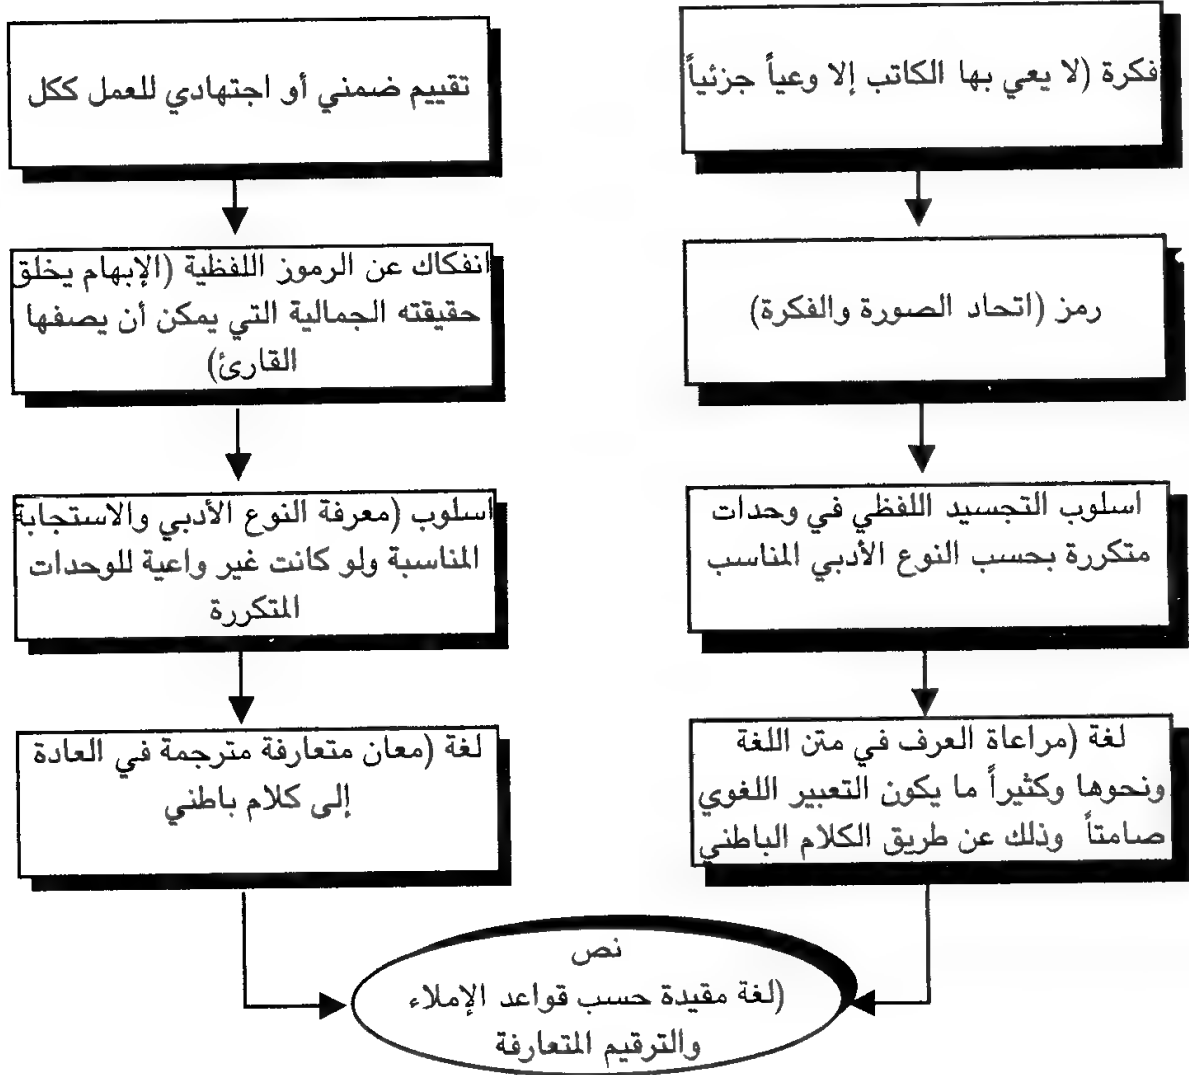 فكرة (لا يعي بها الكاتب إلا وعياً جزئياً
رمز (اتحاد الصورة والفكرة)
اسلوب التجسيد اللفظي في وحدات
متكررة بحسب النوع الأدبي المناسب
لغة (مراعاة العرف في متن اللغة
ونحوها وكثيراً ما يكون التعبير اللغوي
صامتاً وذلك عن طريق الكلام الباطني
تقييم ضمني أو اجتهادي للعمل ككل
انفكاك عن الرموز اللفظية (الإبهام يخلق
حقيقته الجمالية التي يمكن أن يصفها
القارئ)
اسلوب (معرفة النوع الأدبي والاستجابة
المناسبة ولو كانت غير واعية للوحدات
المتكررة
لغة (معان متعارفة مترجمة في العادة
إلى كلام باطني
نص
(لغة مقيدة حسب قواعد الإملاء
والترقيم المتعارفة